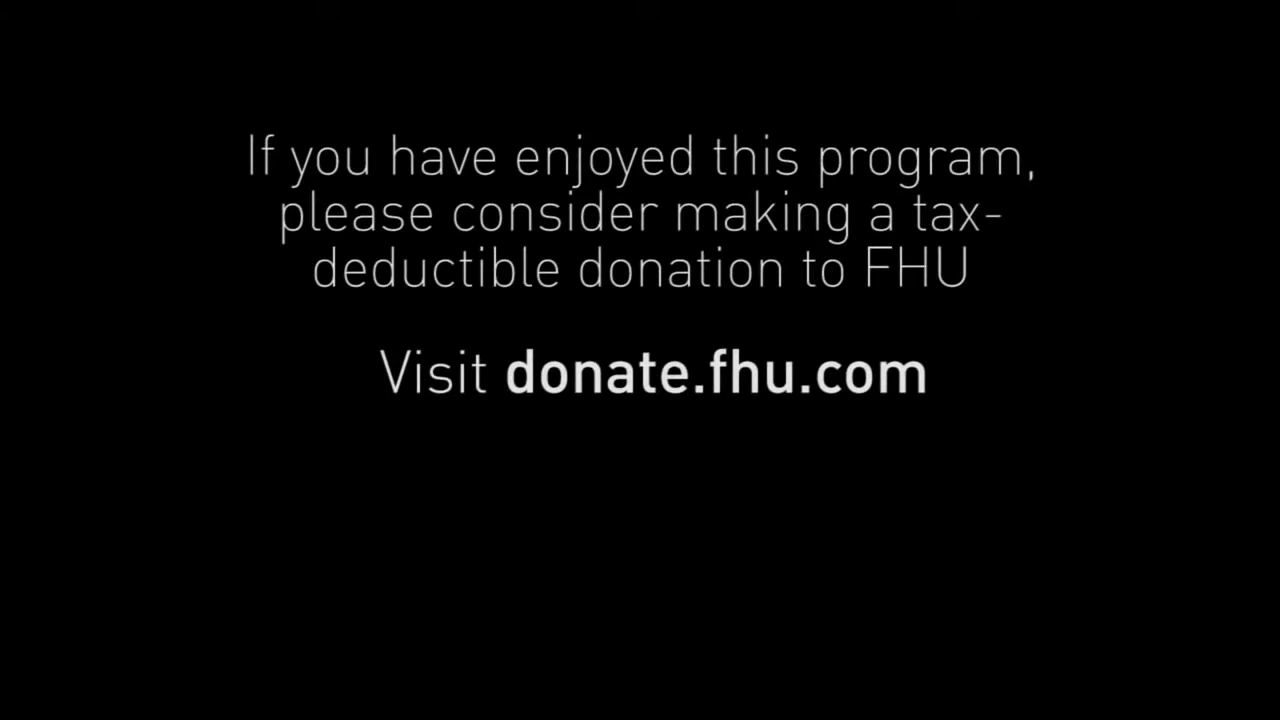 If you have enjoyed this program,
please consider making a tax-
deductible donation to FHU
Visit donate.fhu.com